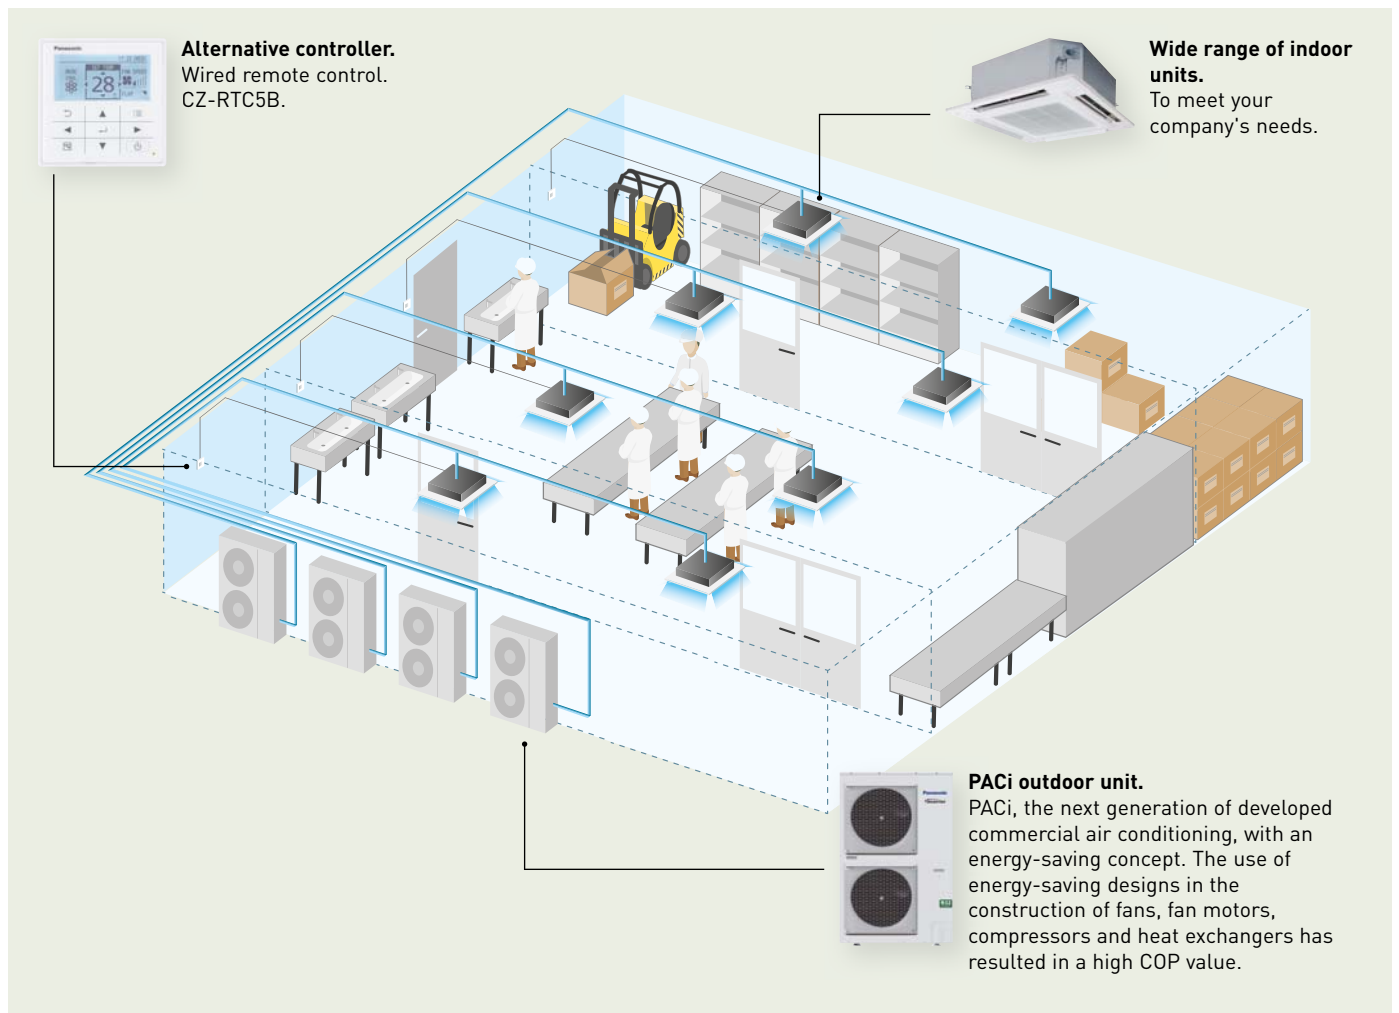 Panasonic
28
Alternative controller.
Wired remote control.
CZ-RTC5B.
Wide range of indoor
units.
To meet your
company's needs.
Panasonic
PACi outdoor unit.
PACi, the next generation of developed
commercial air conditioning, with an
energy-saving concept. The use of
energy-saving designs in the
construction of fans, fan motors,
compressors and heat exchangers has
resulted in a high COP value.